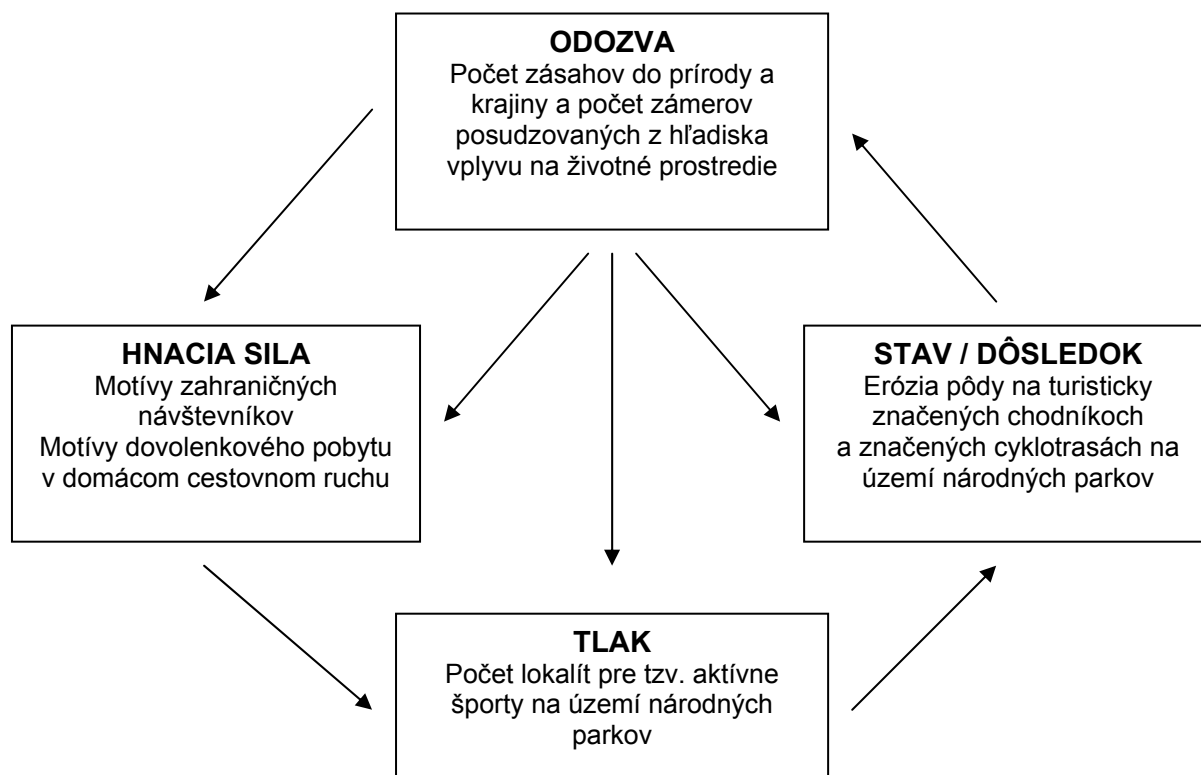 ODOZVA
Počet zásahov do prírody a
krajiny a počet zámerov
posudzovaných z hľadiska
vplyvu na životné prostredie
HNACIA SILA
Motívy zahraničných
návštevníkov
Motívy dovolenkového pobytu
v domácom cestovnom ruchu
STAV / DÔSLEDOK
Erózia pôdy na turisticky
značených chodníkoch
a značených cyklotrasách na
území národných parkov
TLAK
Počet lokalít pre tzv. aktívne
športy na území národných
parkov